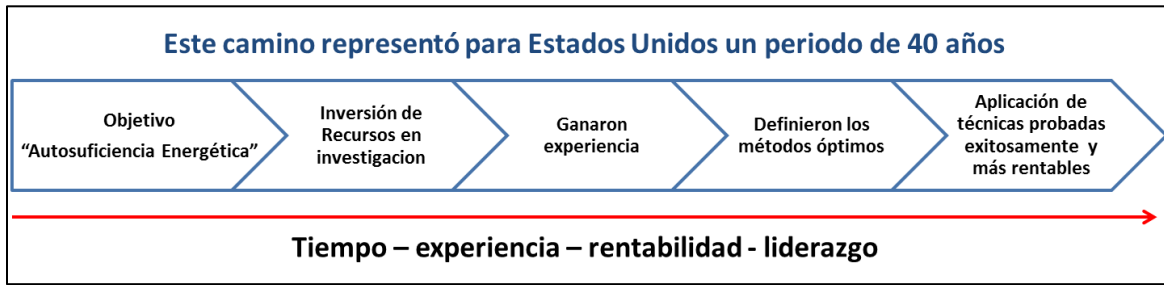 Este camino representó para Estados Unidos un periodo de 40 años
Objetivo
“Autosuficiencia Energética”
Inversión de
Recursos en
investigacion
Ganaron
experiencia
Definieron los
métodos óptimos
Aplicación de
técnicas probadas
exitosamente y
más rentables
Tiempo – experiencia – rentabilidad - liderazgo